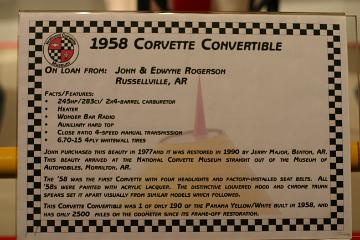 1958 Corvette Convertible
On loan from: John & Edwyne Rogerson
Russellville, AR
Facts/Features:
• 245hp/283ci/ 2x4-barrel carburetor
• Heater
• Wonder Bar Radio
• Auxiliary hard top
• Close ratio 4-speed manual transmission
• 6.70-15 4ply whitewall tires
John purchased this beauty in 1977and it was restored in 1990 by Jerry Major, Benton, AR.
This beauty arrived at the National Corvette Museum straight out of the Museum of
Automobiles, Morrilton, AR.
The '58 was the first Corvette with four headlights and factory-installed seat belts. All
'58s were painted with acrylic lacquer. The distinctive louvered hood and chrome trunk
spears set it apart visually from similar models which followed.
This Corvette Convertible was 1 of only 190 of the Panama Yellow/White built in 1958, and
has only 2500 miles on the odometer since its frame-off restoration.